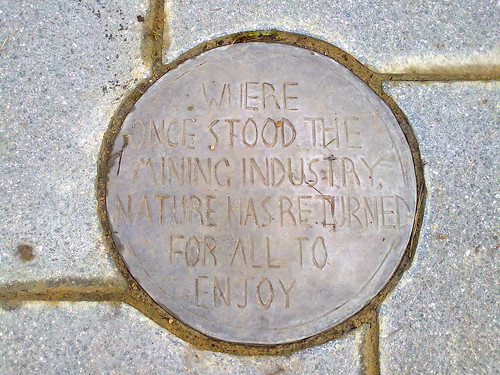 WHERE
ONCE STOOD THE
MINING INDUSTRY,
NATURE HAS RETURNED
FOR ALL TO
ENJOY